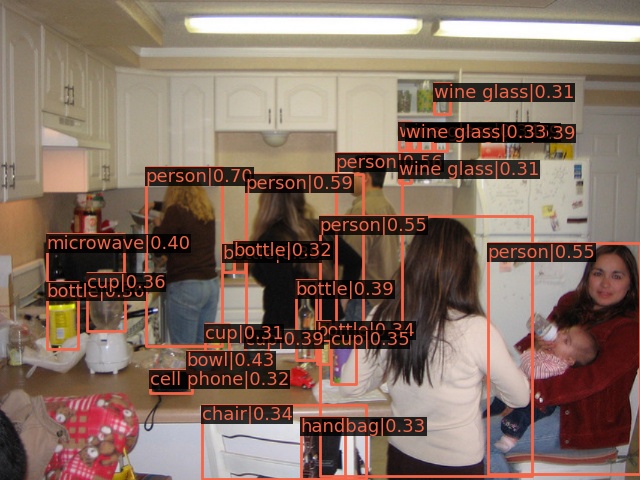 wine glass|0.31
wine glass|0.33
39
wine glass|0.31
person|0.56
person|0.70
person|0.59
person|0.55
person|0.55
microwave|0.40
bottle|0.32
cup|0.36
bottle|0.39
cup|0.31
0.39
bottle|0.34
cup|0.35
bowl|0.43
cell phone|0.32
chair|0.34
handbag|0.33